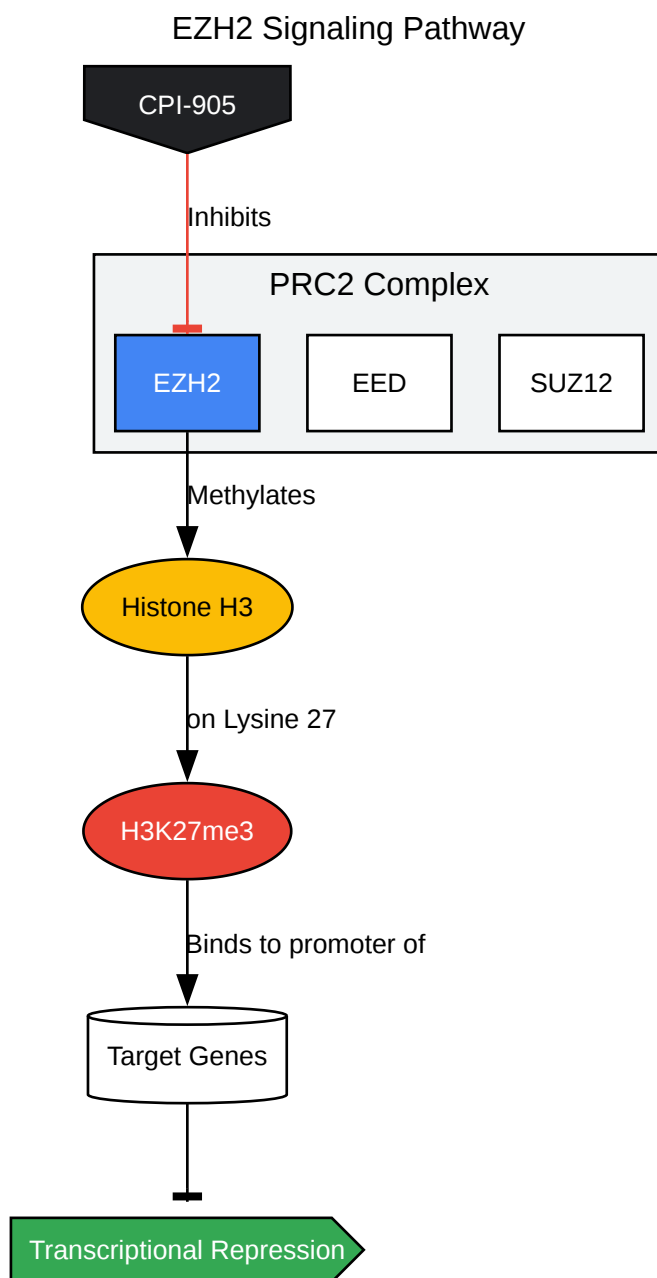 EZH2 Signaling Pathway
CPI-905
Inhibits
PRC2 Complex
EZH2
EED
SUZ12
Methylates
Histone H3
on Lysine 27
H3K27me3
Binds to promoter of
Target Genes
Transcriptional Repression